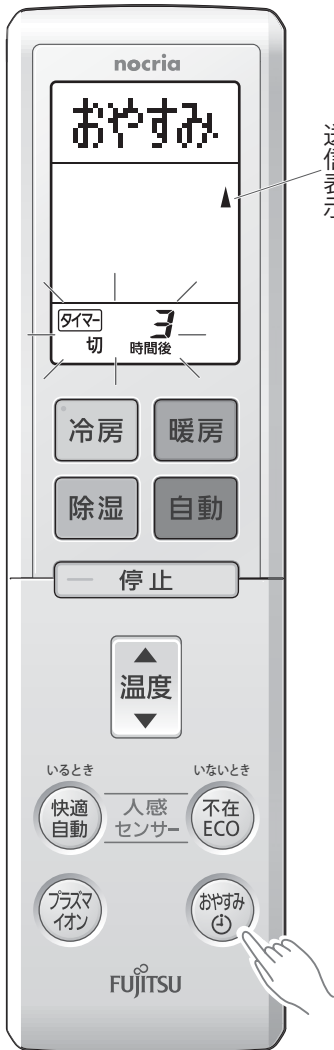 nocria
おやすみ
送信表示
タイマー 3
切 時間後
冷房 暖房
除湿 自動
停止
▲
温度
▼
いるとき いないとき
快適
自動
人感
センサー
不在
ECO
プラズマ
イオン
おやすみ
FUJITSU